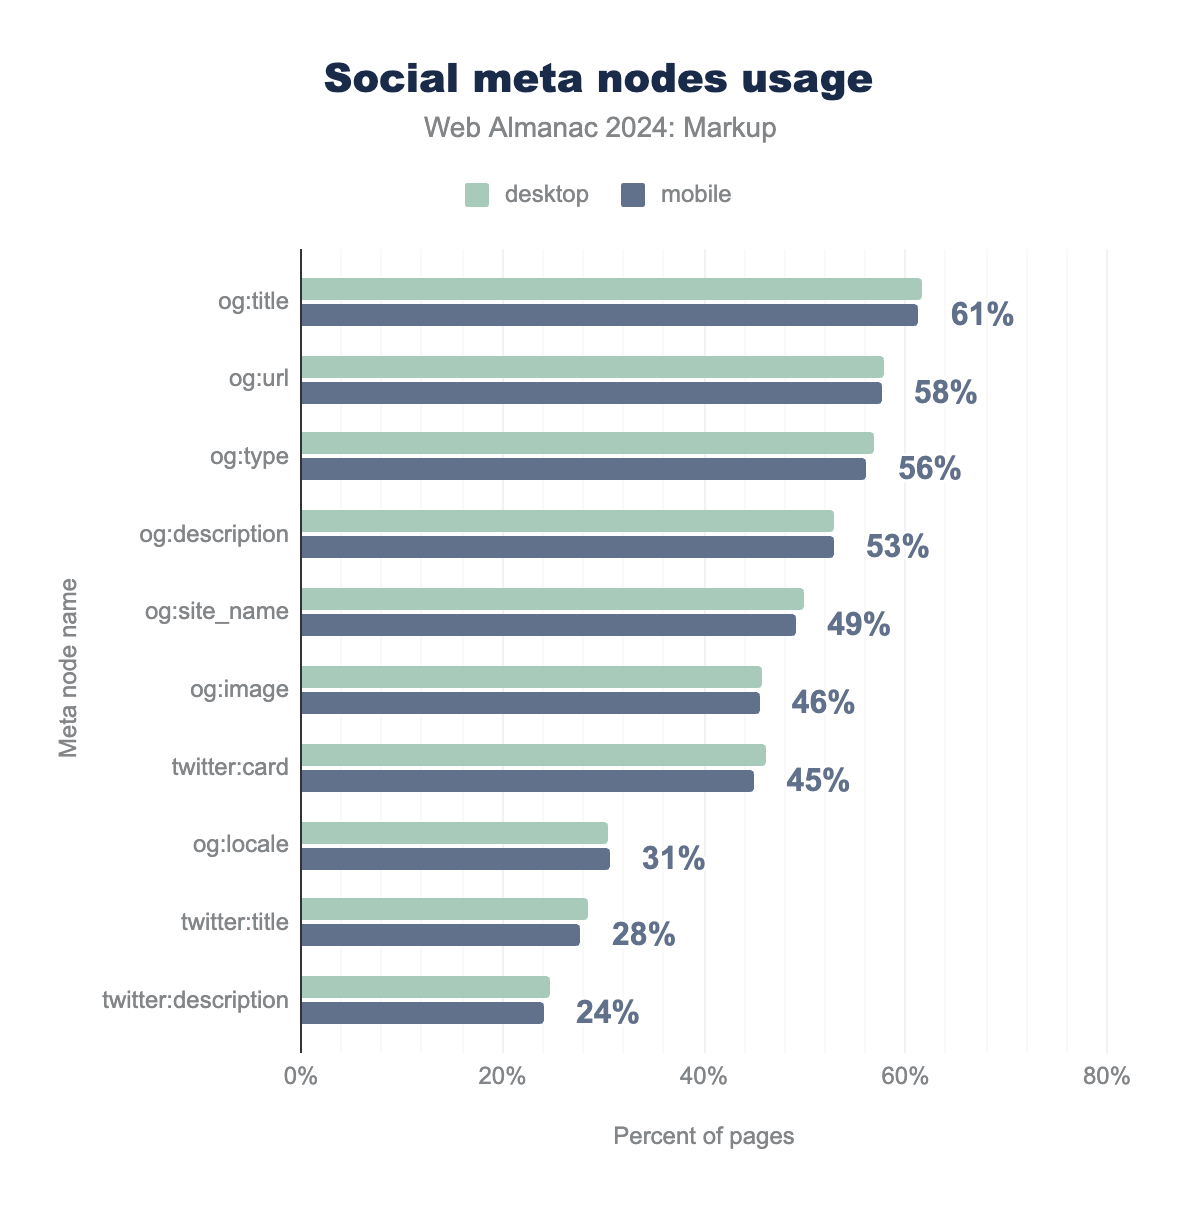 Social meta nodes usage
Web Almanac 2024: Markup
desktop mobile
og:title 61%
og:url 58%
og:type 56%
og:description 53%
og:site_name 49%
og:image 46%
twitter:card 45%
og:locale 31%
twitter:title 28%
twitter:description 24%
Meta node name
0% 20% 40% 60% 80%
Percent of pages